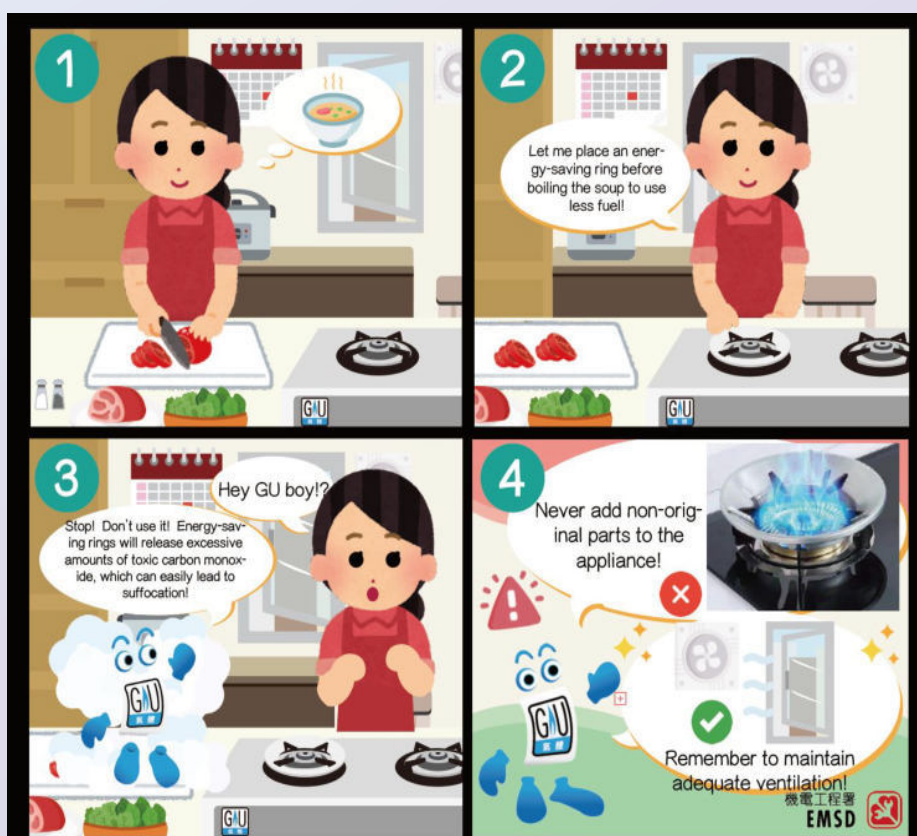 1
2
Let me place an ener-
gy-saving ring before
boiling the soup to use
less fuel!
GU
GU
3
Hey GU boy!?
Stop! Don't use it! Energy-sav-
ing rings will release excessive
amounts of toxic carbon monox-
ide, which can easily lead to
suffocation!
GU
GU
4
Never add non-orig-
inal parts to the
appliance!
GU
Remember to maintain
adequate ventilation!
機電工程署
EMSD